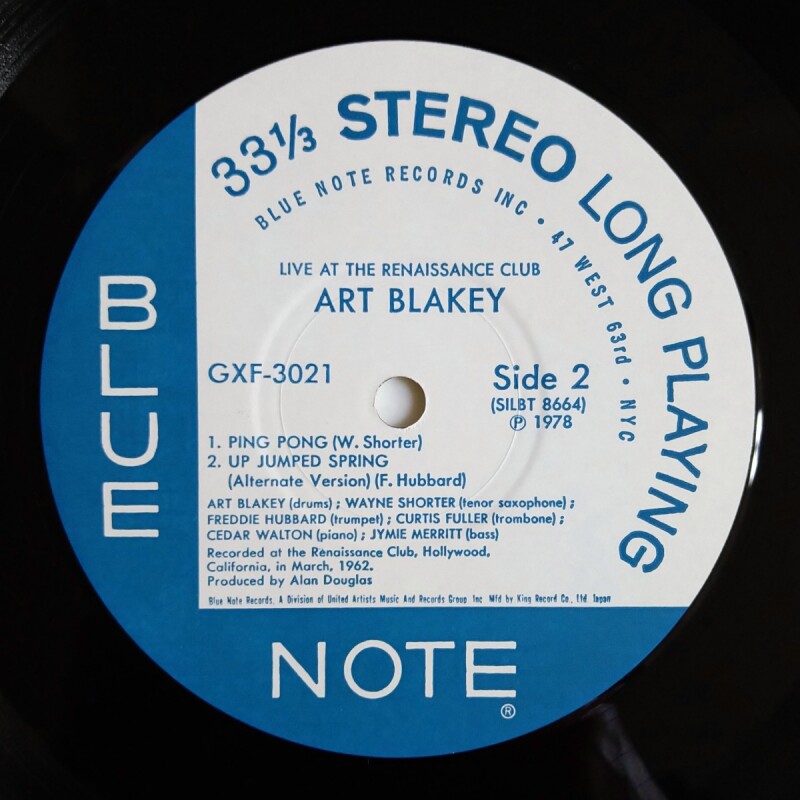 33⅓ STEREO LONG PLAYING
BLUE NOTE RECORDS INC • 47 WEST 63rd • NYC
LIVE AT THE RENAISSANCE CLUB
ART BLAKEY
GXF-3021
Side 2
(SILBT 8664)
Ⓟ 1978
1. PING PONG (W. Shorter)
2. UP JUMPED SPRING
(Alternate Version) (F. Hubbard)
ART BLAKEY (drums) ; WAYNE SHORTER (tenor saxophone) ;
FREDDIE HUBBARD (trumpet) ; CURTIS FULLER (trombone) ;
CEDAR WALTON (piano) ; JYMIE MERRITT (bass)
Recorded at the Renaissance Club, Hollywood,
California, in March, 1962.
Produced by Alan Douglas
Blue Note Records, A Division of United Artists Music And Records Group Inc Mfd by King Record Co., Ltd Japan
BLUE
NOTE
®